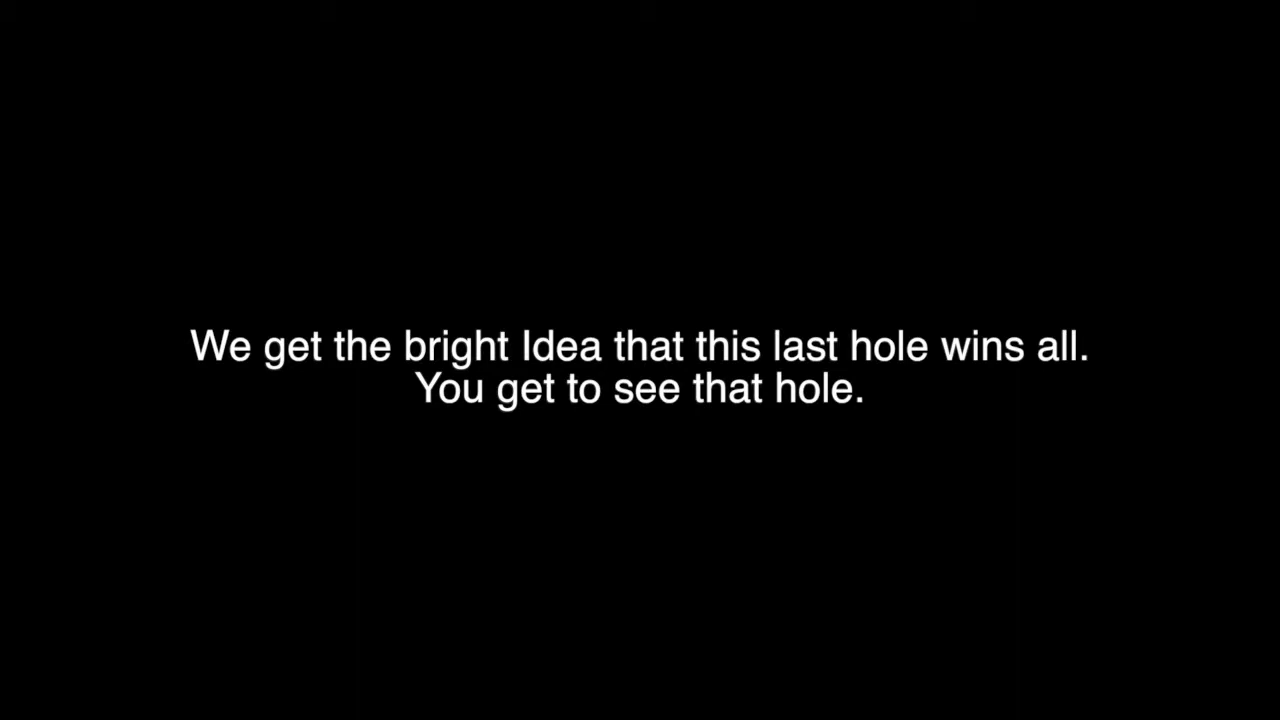 We get the bright Idea that this last hole wins all.
You get to see that hole.